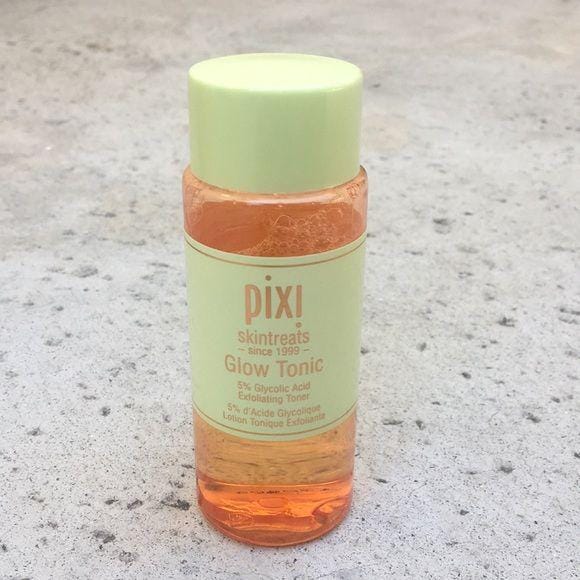 pixi
skintreats
– since 1999 –
Glow Tonic
5% Glycolic Acid
Exfoliating Toner
5% d'Acide Glycolique
Lotion Tonique Exfoliante